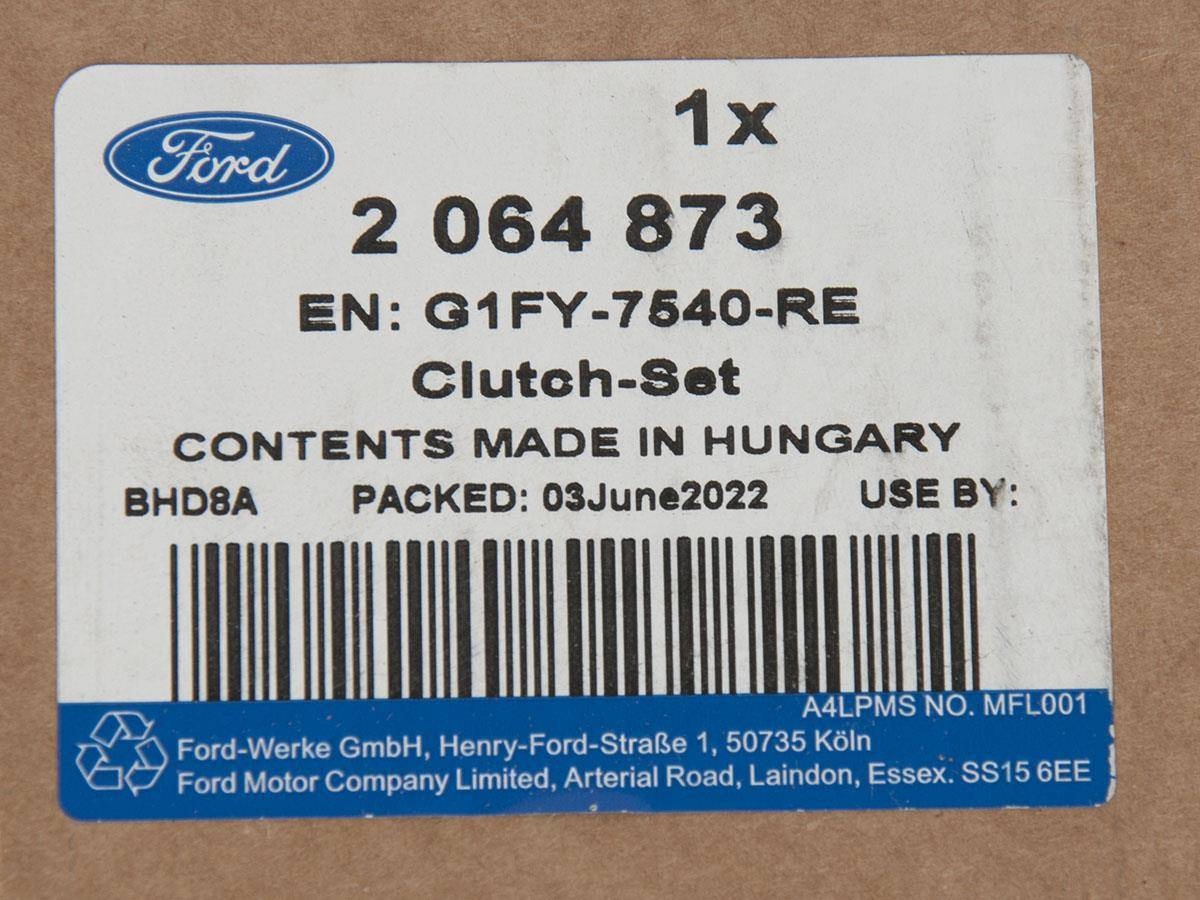 Ford
1x
2 064 873
EN: G1FY-7540-RE
Clutch-Set
CONTENTS MADE IN HUNGARY
BHD8A PACKED: 03June2022 USE BY:
A4LPMS NO. MFL001
Ford-Werke GmbH, Henry-Ford-Straße 1, 50735 Köln
Ford Motor Company Limited, Arterial Road, Laindon, Essex. SS15 6EE